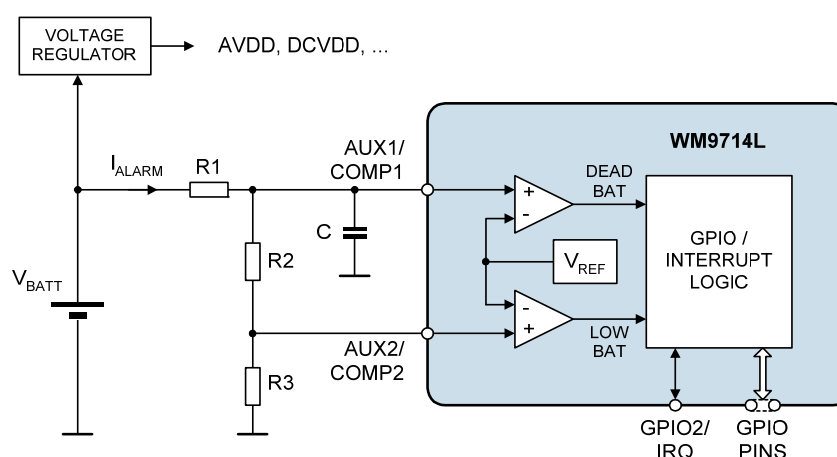 VOLTAGE
REGULATOR
AVDD, DCVDD, ...
I_ALARM
R1
AUX1/
COMP1
WM9714L
DEAD
BAT
+
-
C
R2
V_REF
GPIO /
INTERRUPT
LOGIC
V_BATT
-
+
LOW
BAT
AUX2/
COMP2
R3
GPIO2/
IRQ
GPIO
PINS